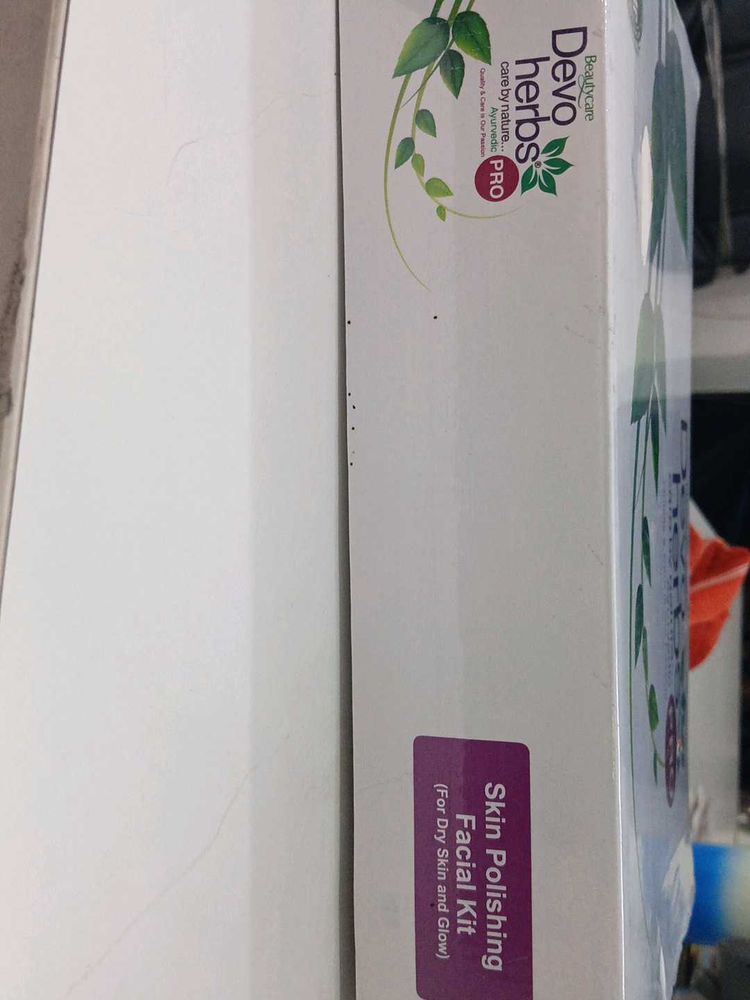 Beautycare
Devo
herbs®
care by nature...
Ayurvedic
PRO
Quality & Care is Our Passion
Skin Polishing
Facial Kit
(For Dry Skin and Glow)